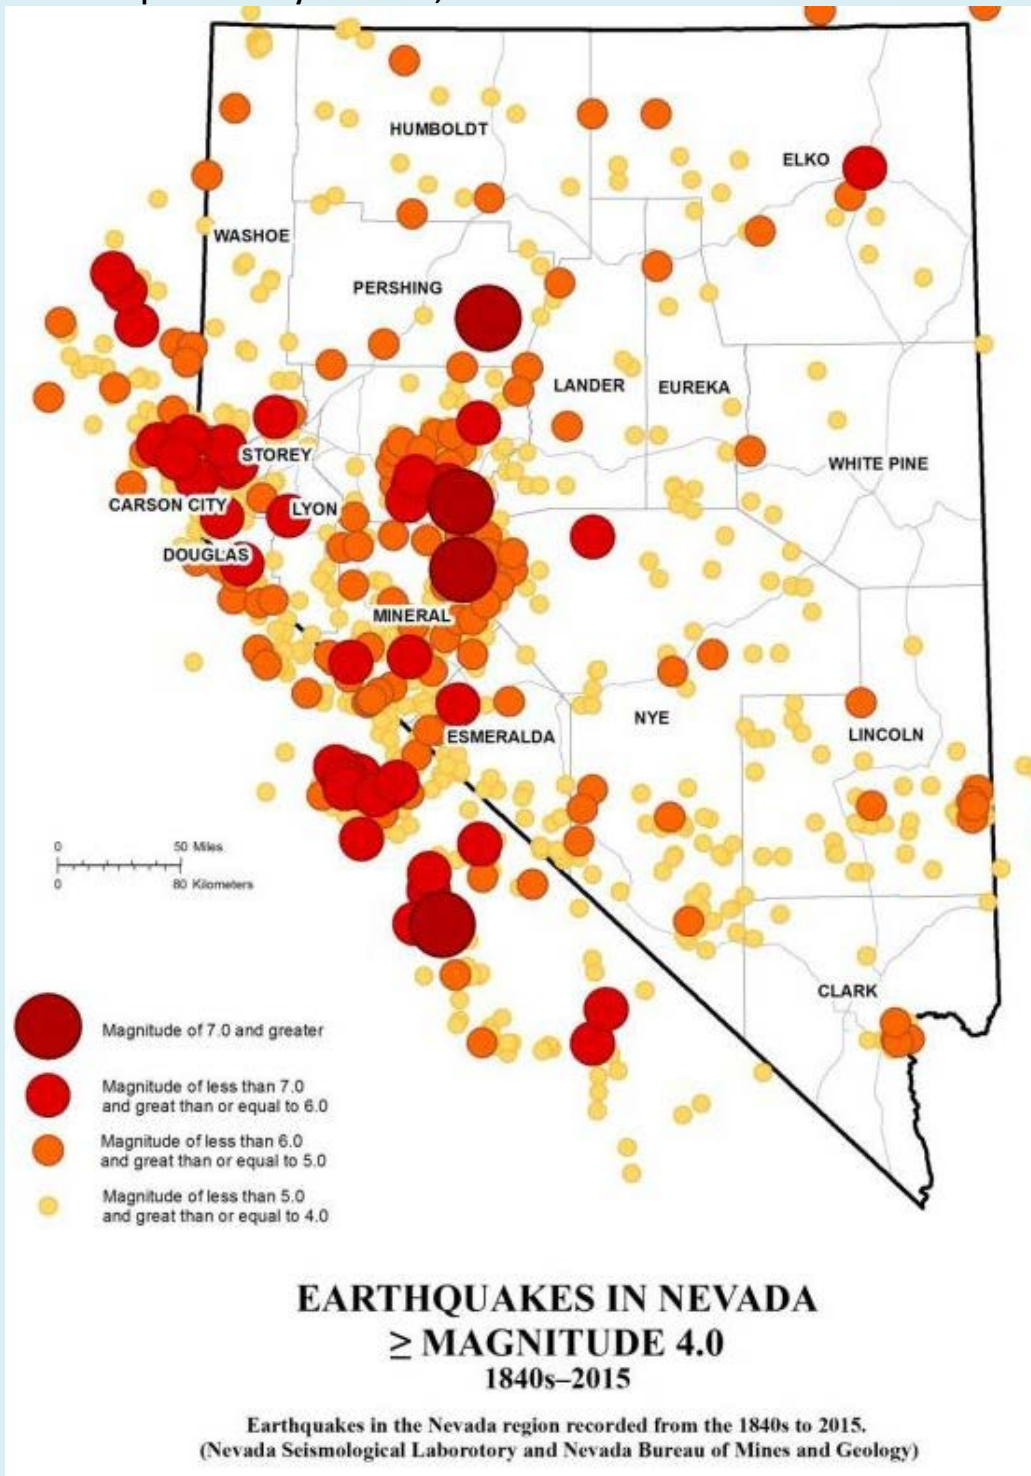 HUMBOLDT
ELKO
WASHOE
PERSHING
LANDER
EUREKA
STOREY
WHITE PINE
CARSON CITY
LYON
DOUGLAS
MINERAL
NYE
ESMERALDA
LINCOLN
0 50 Miles
0 80 Kilometers
CLARK
Magnitude of 7.0 and greater
Magnitude of less than 7.0
and great than or equal to 6.0
Magnitude of less than 6.0
and great than or equal to 5.0
Magnitude of less than 5.0
and great than or equal to 4.0
EARTHQUAKES IN NEVADA
≥ MAGNITUDE 4.0
1840s–2015
Earthquakes in the Nevada region recorded from the 1840s to 2015.
(Nevada Seismological Laborotory and Nevada Bureau of Mines and Geology)